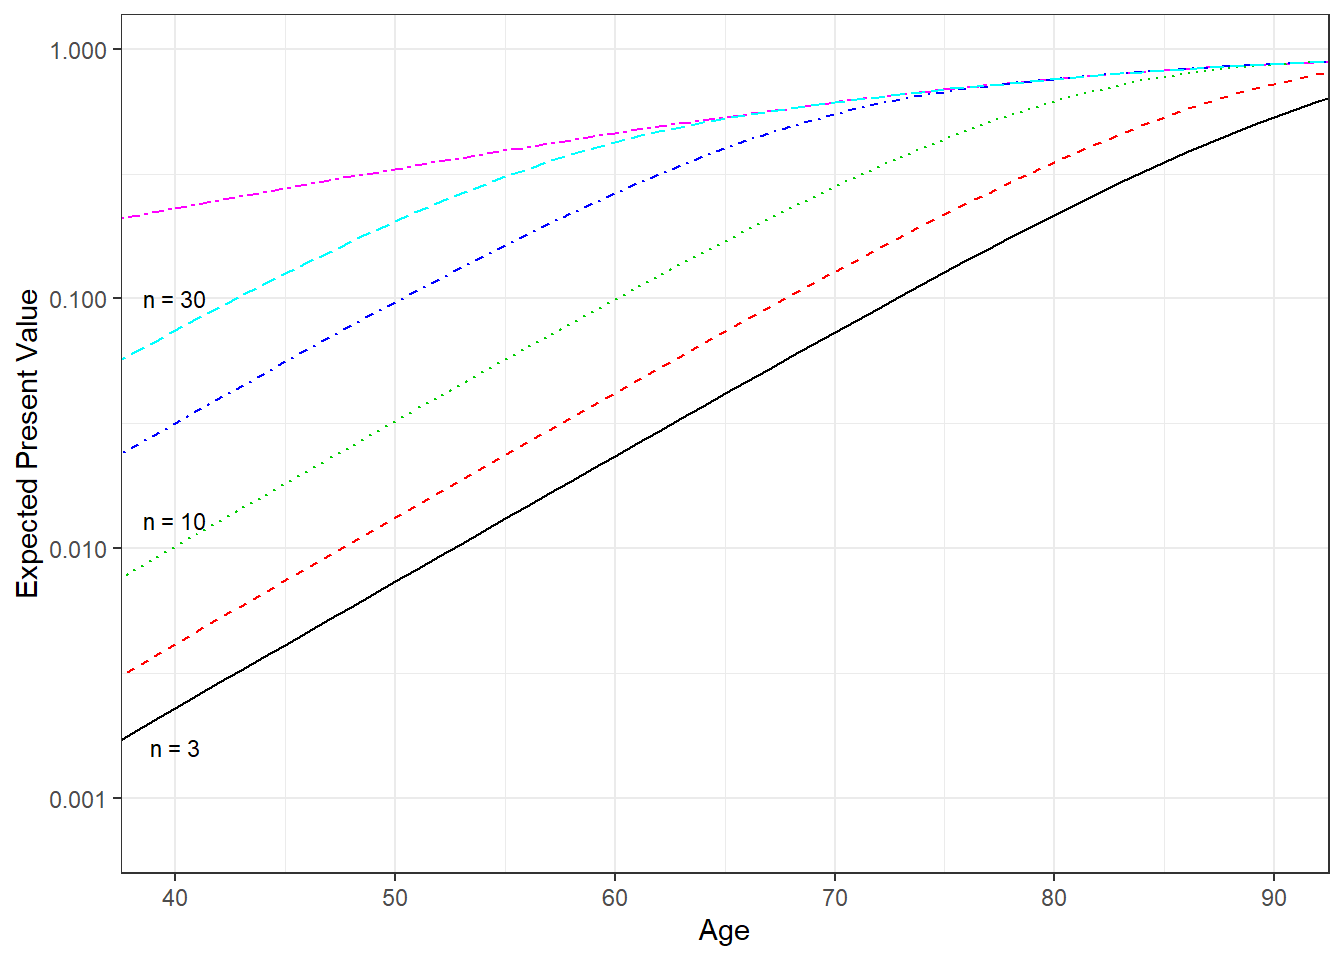 1.000
0.100
0.010
0.001
Expected Present Value
n = 30
n = 10
n = 3
40 50 60 70 80 90
Age